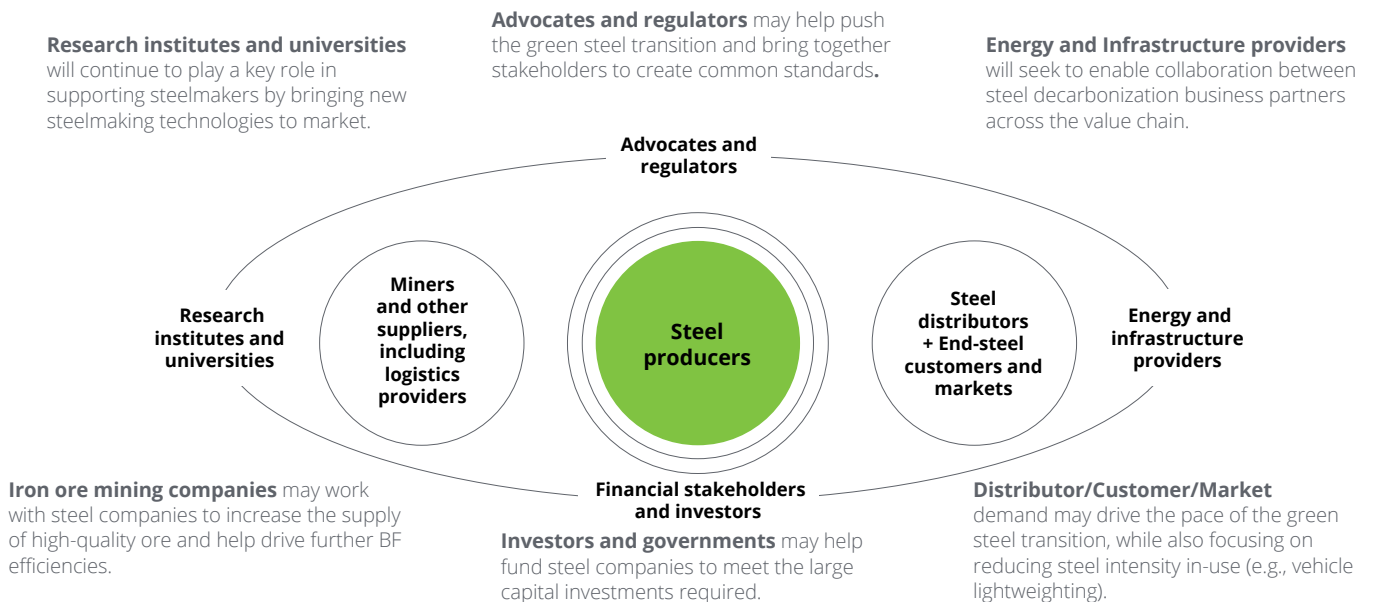 Research institutes and universities
will continue to play a key role in
supporting steelmakers by bringing new
steelmaking technologies to market.
Advocates and regulators may help push
the green steel transition and bring together
stakeholders to create common standards.
Energy and Infrastructure providers
will seek to enable collaboration between
steel decarbonization business partners
across the value chain.
Advocates and
regulators
Research
institutes and
universities
Miners
and other
suppliers,
including
logistics
providers
Steel
producers
Steel
distributors
+ End-steel
customers and
markets
Energy and
infrastructure
providers
Financial stakeholders
and investors
Iron ore mining companies may work
with steel companies to increase the supply
of high-quality ore and help drive further BF
efficiencies.
Investors and governments may help
fund steel companies to meet the large
capital investments required.
Distributor/Customer/Market
demand may drive the pace of the green
steel transition, while also focusing on
reducing steel intensity in-use (e.g., vehicle
lightweighting).